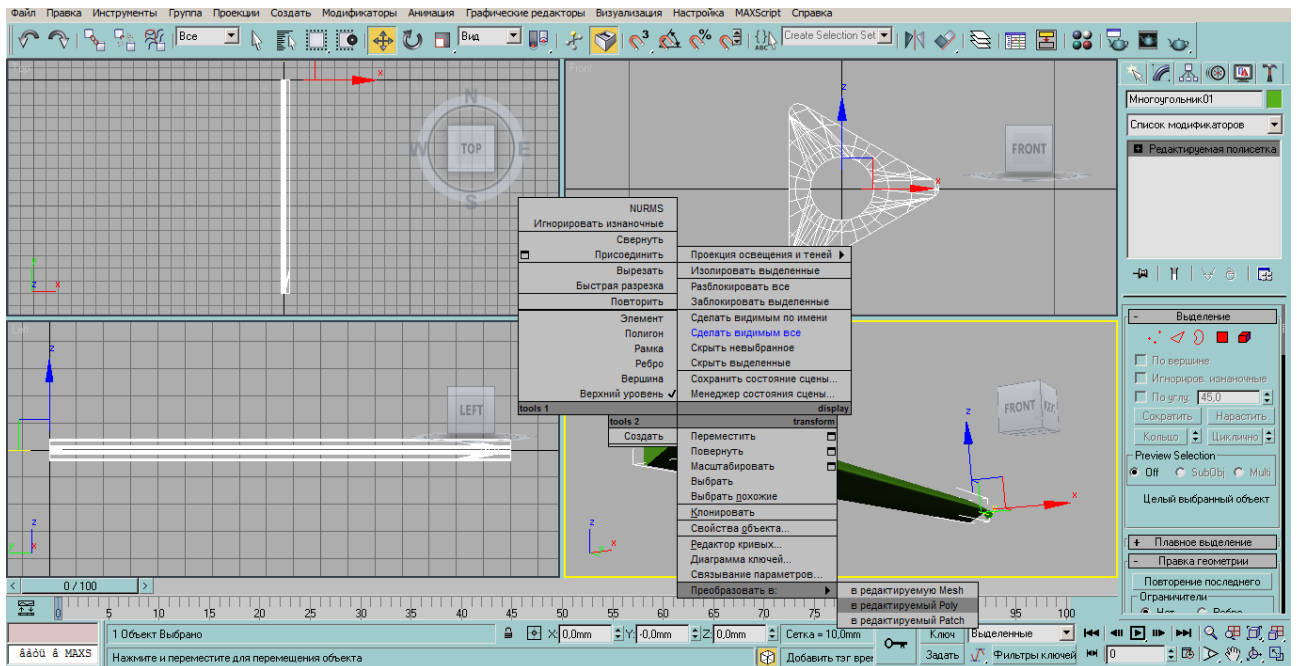 Файл Правка Инструменты Группа Проекции Создать Модификаторы Анимация Графические редакторы Визуализация Настройка MAXScript Справка
Все
Вид
Create Selection Set
Top
x
N
W
TOP
E
S
z
x
Front
z
x
FRONT
Многоугольник01
Список модификаторов
Редактируемая полисетка
NURMS
Игнорировать изнаночные
Свернуть
Присоединить
Вырезать
Быстрая разрезка
Повторить
Элемент
Полигон
Рамка
Ребро
Вершина
Верхний уровень
tools 1
display
Проекция освещения и теней
Изолировать выделенные
Разблокировать все
Заблокировать выделенные
Сделать видимым по имени
Сделать видимым все
Скрыть невыбранное
Скрыть выделенные
Сохранить состояние сцены...
Менеджер состояния сцены...
tools 2
transform
Создать
Переместить
Повернуть
Масштабировать
Выбрать
Выбрать похожие
Клонировать
Свойства объекта...
Редактор кривых...
Диаграмма ключей...
Связывание параметров...
Преобразовать в:
в редактируемую Mesh
в редактируемый Poly
в редактируемый Patch
Left
z
LEFT
z
x
FRONT
z
x
z
x
Выделение
По вершине
Игнориров. изнаночные
По углу: 45,0
Сократить Нарастить
Кольцо Циклично
Preview Selection
Off SubObj Multi
Целый выбранный объект
Плавное выделение
Правка геометрии
Повторение последнего
Ограничители
Нет Ребро
0 / 100
0 5 10 15 20 25 30 35 40 45 50 55 60 65 70 75 95 100
1 Объект Выбрано
X: 0,0mm Y: -0,0mm Z: 0,0mm
Сетка = 10,0mm
Ключ
Выделенные
âåòü â MAXS
Нажмите и переместите для перемещения объекта
Добавить тэг врем
Задать
Фильтры ключей
0